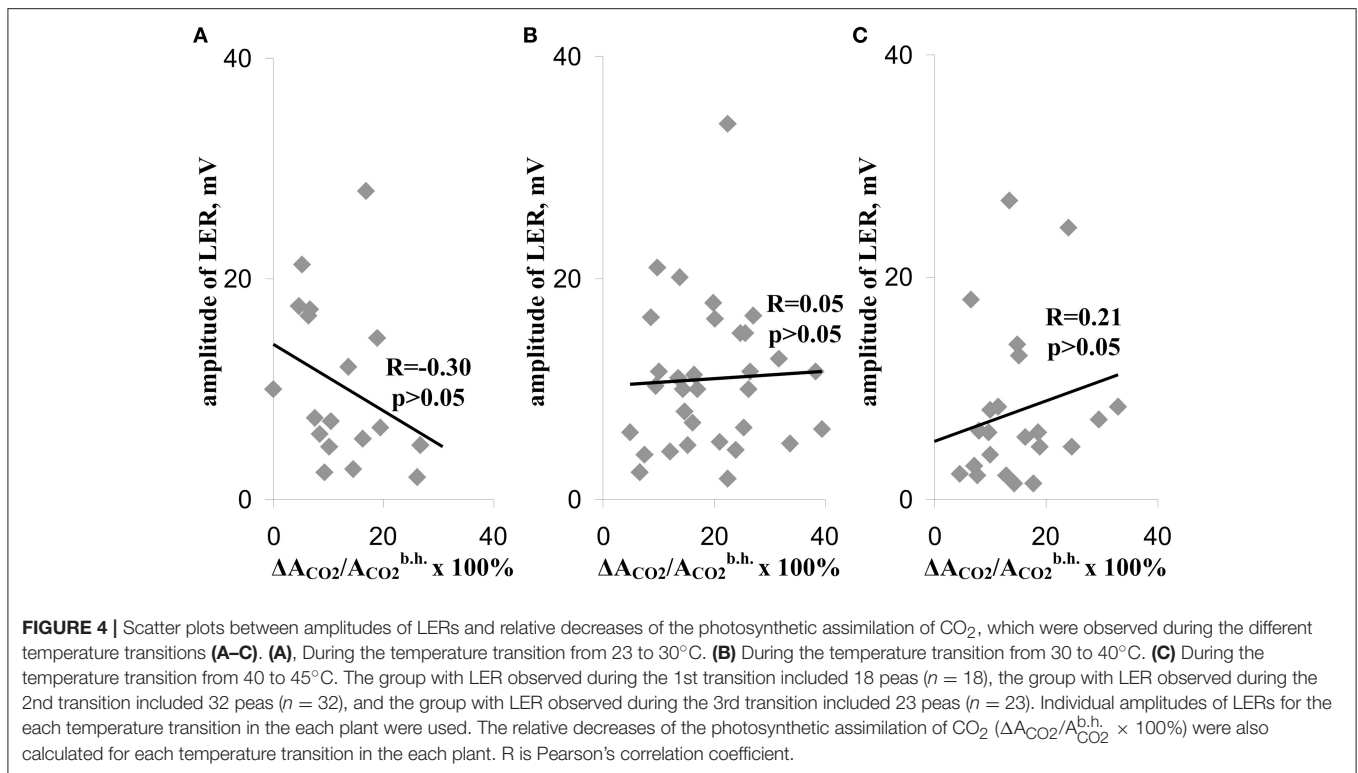 A
40
20
0
0
20
40
amplitude of LER, mV
R=-0.30
p>0.05
ΔA_CO2/A_CO2^b.h. x 100%
B
40
20
0
0
20
40
amplitude of LER, mV
R=0.05
p>0.05
ΔA_CO2/A_CO2^b.h. x 100%
C
40
20
0
0
20
40
amplitude of LER, mV
R=0.21
p>0.05
ΔA_CO2/A_CO2^b.h. x 100%
FIGURE 4 | Scatter plots between amplitudes of LERs and relative decreases of the photosynthetic assimilation of CO₂, which were observed during the different
temperature transitions (A–C). (A), During the temperature transition from 23 to 30°C. (B) During the temperature transition from 30 to 40°C. (C) During the
temperature transition from 40 to 45°C. The group with LER observed during the 1st transition included 18 peas (n = 18), the group with LER observed during the
2nd transition included 32 peas (n = 32), and the group with LER observed during the 3rd transition included 23 peas (n = 23). Individual amplitudes of LERs for the
each temperature transition in the each plant were used. The relative decreases of the photosynthetic assimilation of CO₂ (ΔA_CO2/A_CO2^b.h. × 100%) were also
calculated for each temperature transition in the each plant. R is Pearson's correlation coefficient.